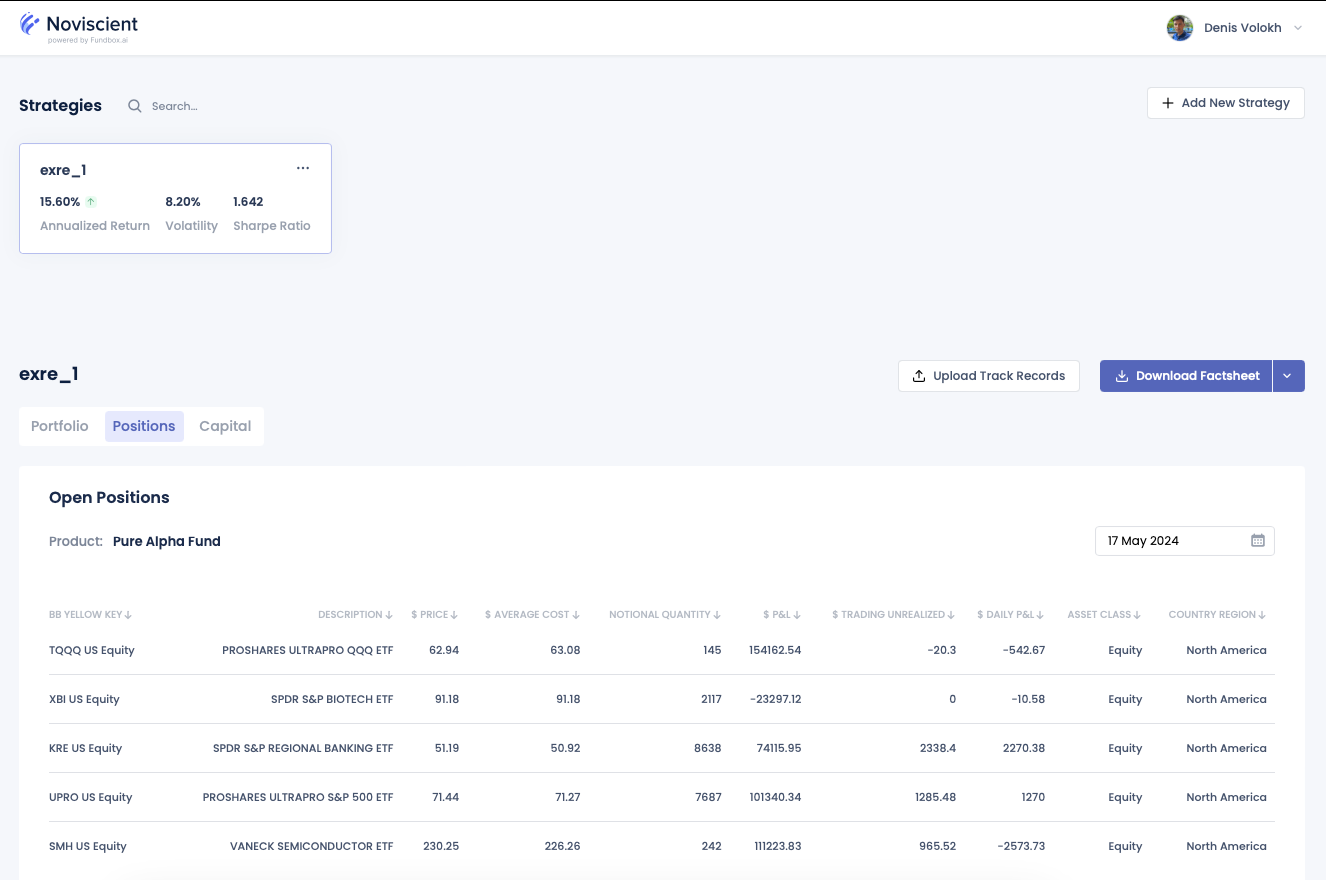 Noviscient
powered by Fundbox.ai
Denis Volokh
Strategies Search... + Add New Strategy
exre_1 ...
15.60% ↑ 8.20% 1.642
Annualized Return Volatility Sharpe Ratio
exre_1 Upload Track Records Download Factsheet
Portfolio Positions Capital
Open Positions
Product: Pure Alpha Fund 17 May 2024
BB YELLOW KEY ↓ DESCRIPTION ↓ $ PRICE ↓ $ AVERAGE COST ↓ NOTIONAL QUANTITY ↓ $ P&L ↓ $ TRADING UNREALIZED ↓ $ DAILY P&L ↓ ASSET CLASS ↓ COUNTRY REGION ↓
TQQQ US Equity PROSHARES ULTRAPRO QQQ ETF 62.94 63.08 145 154162.54 -20.3 -542.67 Equity North America
XBI US Equity SPDR S&P BIOTECH ETF 91.18 91.18 2117 -23297.12 0 -10.58 Equity North America
KRE US Equity SPDR S&P REGIONAL BANKING ETF 51.19 50.92 8638 74115.95 2338.4 2270.38 Equity North America
UPRO US Equity PROSHARES ULTRAPRO S&P 500 ETF 71.44 71.27 7687 101340.34 1285.48 1270 Equity North America
SMH US Equity VANECK SEMICONDUCTOR ETF 230.25 226.26 242 111223.83 965.52 -2573.73 Equity North America